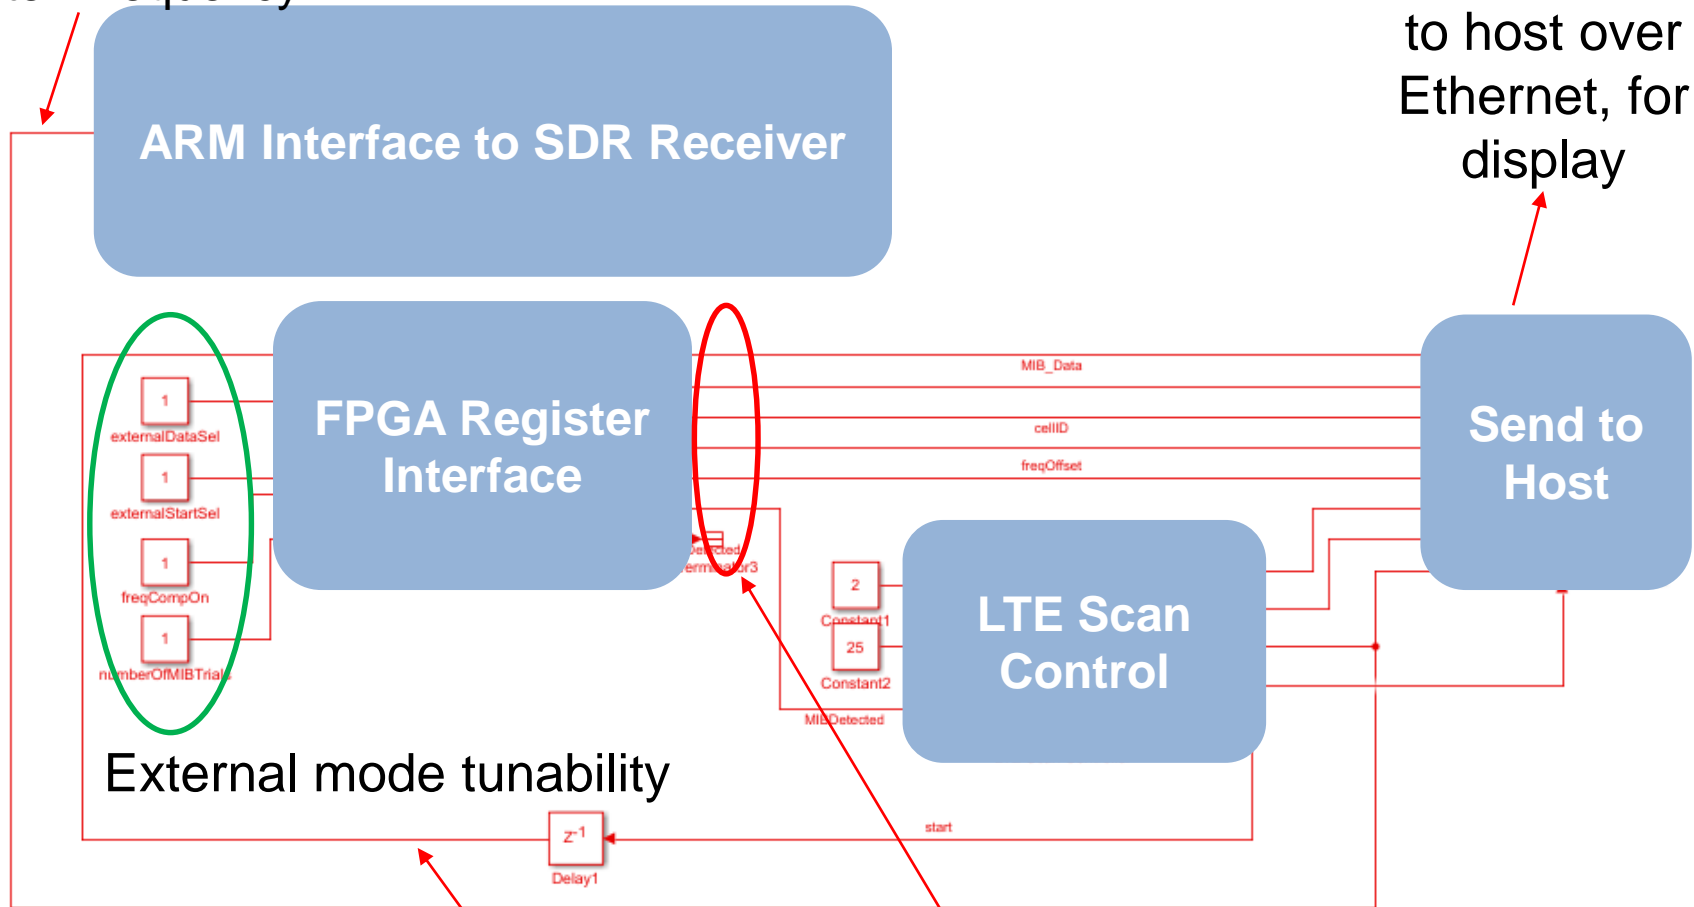 to host over
Ethernet, for
display
ARM Interface to SDR Receiver
MIB_Data
1
externalDataSel
FPGA Register
Interface
cellID
Send to
Host
freqOffset
1
externalStartSel
1
freqCompOn
2
Constant1
LTE Scan
Control
1
numberOfMIBTrials
25
Constant2
MIBDetected
External mode tunability
start
Z-1
Delay1